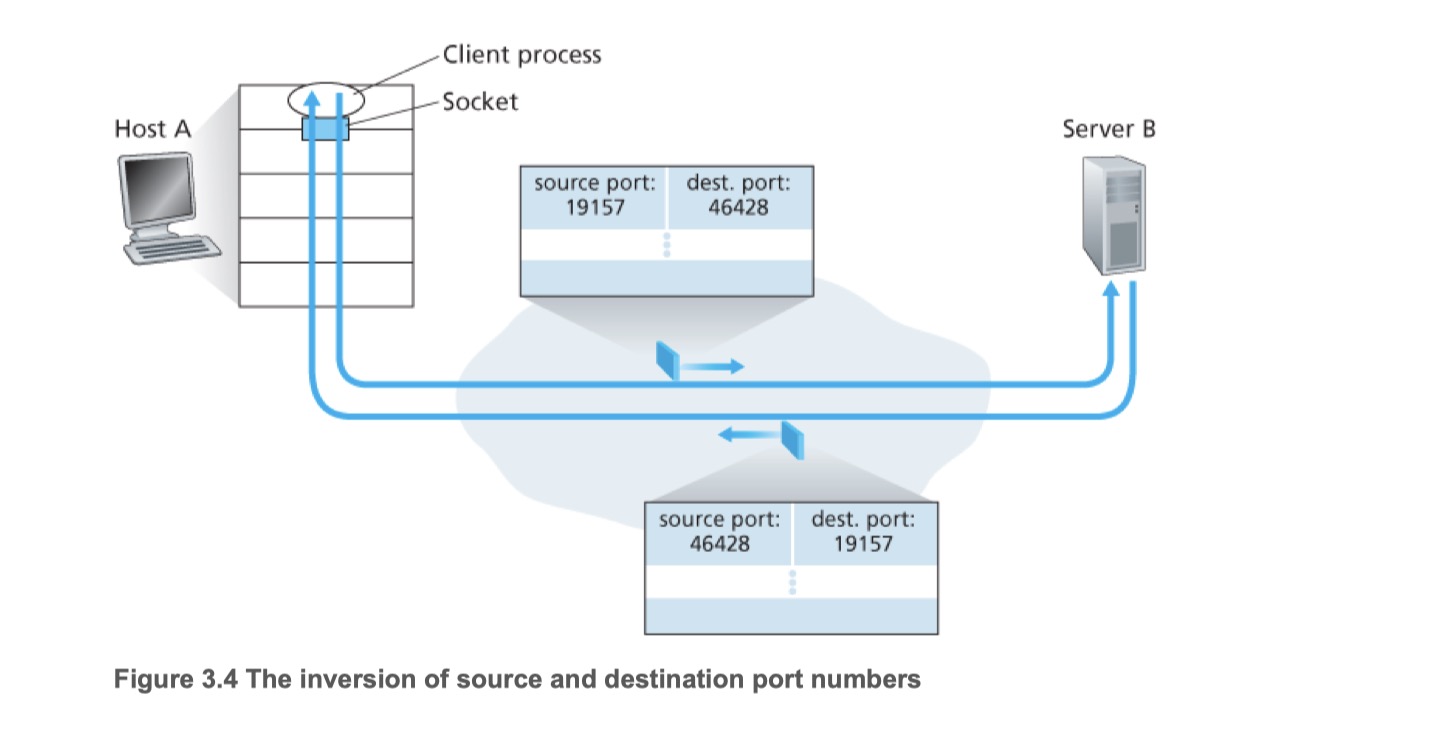 Client process
Socket
Host A
Server B
source port: dest. port:
19157 46428
source port: dest. port:
46428 19157
Figure 3.4 The inversion of source and destination port numbers